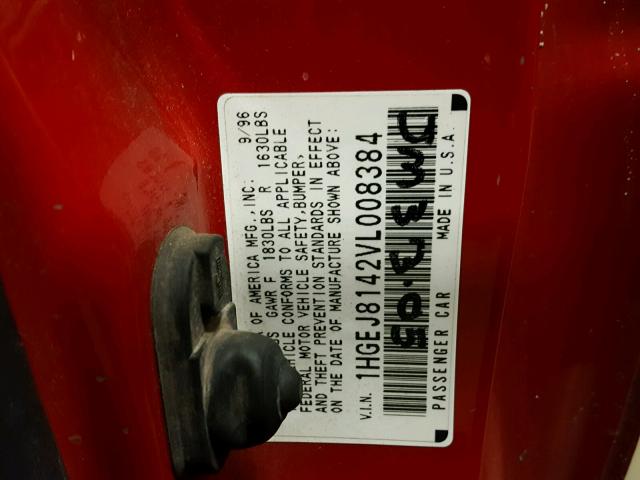 9/96
OF AMERICA MFG.,INC.
GAWR F 1830LBS R 1630LBS
VEHICLE CONFORMS TO ALL APPLICABLE
FEDERAL MOTOR VEHICLE SAFETY,BUMPER,
AND THEFT PREVENTION STANDARDS IN EFFECT
ON THE DATE OF MANUFACTURE SHOWN ABOVE:
V.I.N. 1HGEJ8142VL008384
PASSENGER CAR MADE IN U.S.A.